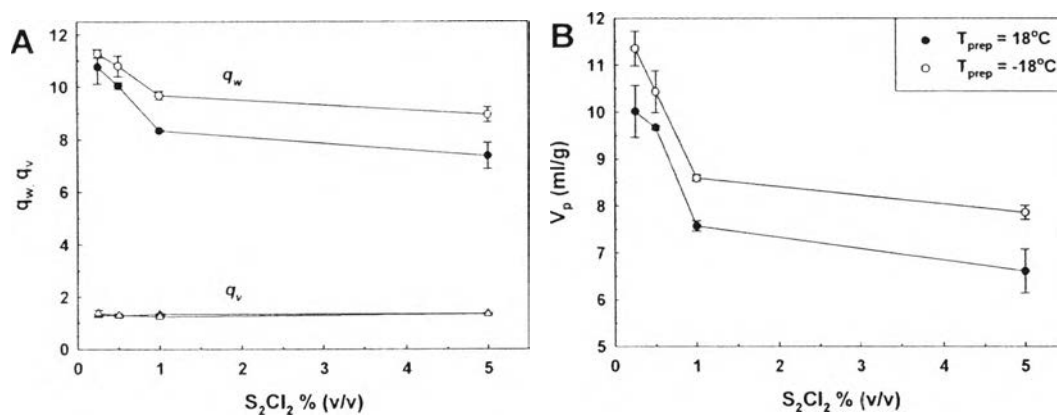 A
12
10
8
6
4
2
0
q_w, q_v
q_w
q_v
0 1 2 3 4 5
S₂Cl₂ % (v/v)
B
12
11
10
9
8
7
6
5
V_p (ml/g)
T_prep = 18°C
T_prep = -18°C
0 1 2 3 4 5
S₂Cl₂ % (v/v)